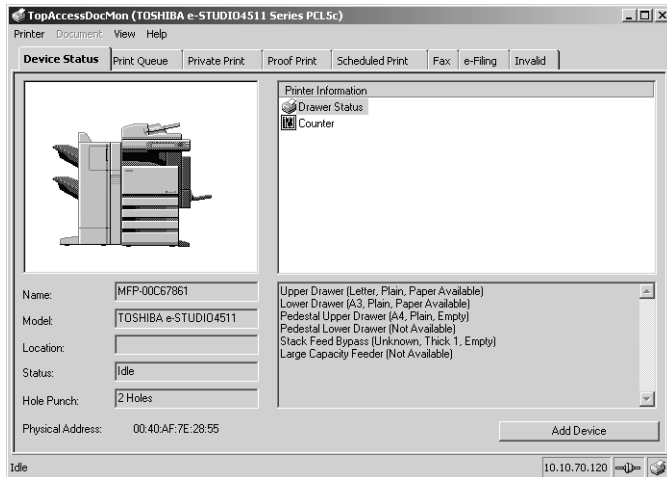 TopAccessDocMon (TOSHIBA e-STUDIO4511 Series PCL5c)
Printer Document View Help
Device Status Print Queue Private Print Proof Print Scheduled Print Fax e-Filing Invalid
Printer Information
Drawer Status
Counter
Name: MFP-00C67861
Model: TOSHIBA e-STUDIO4511
Location:
Status: Idle
Hole Punch: 2 Holes
Physical Address: 00:40:AF:7E:28:55
Upper Drawer (Letter, Plain, Paper Available)
Lower Drawer (A3, Plain, Paper Available)
Pedestal Upper Drawer (A4, Plain, Empty)
Pedestal Lower Drawer (Not Available)
Stack Feed Bypass (Unknown, Thick 1, Empty)
Large Capacity Feeder (Not Available)
Add Device
Idle 10.10.70.120